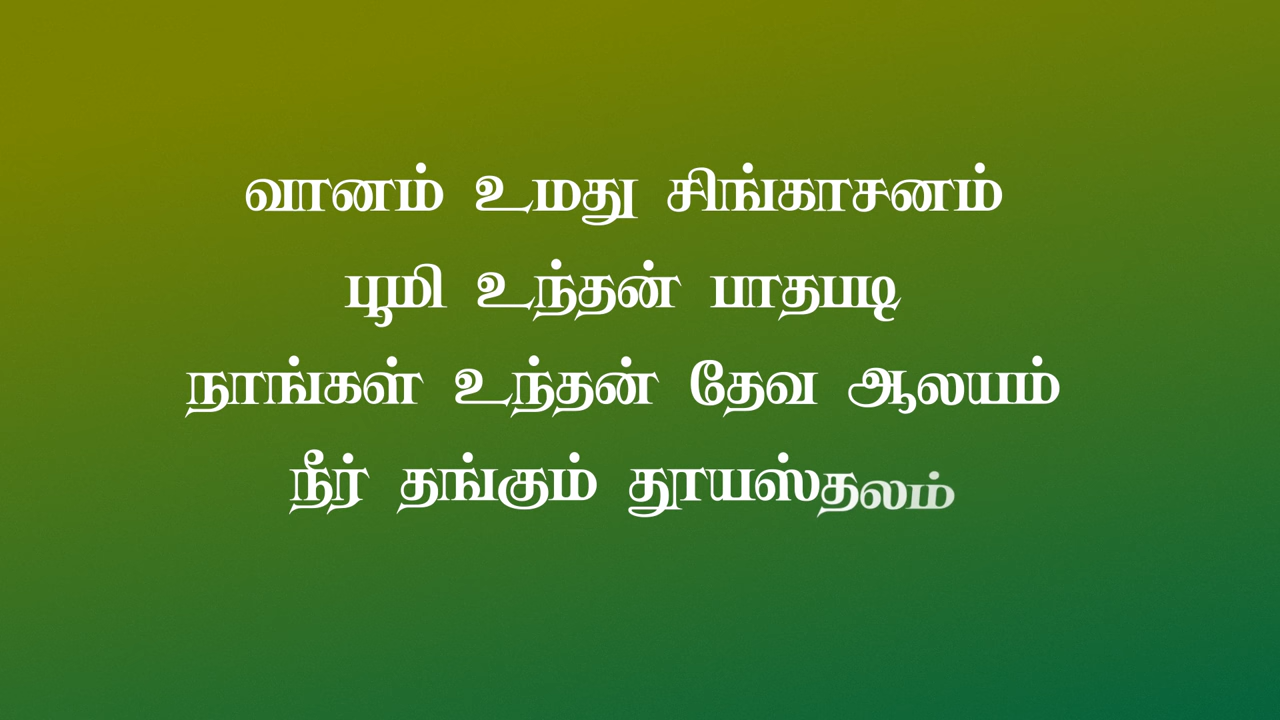 வானம் உமது சிங்காசனம்
பூமி உந்தன் பாதபடி
நாங்கள் உந்தன் தேவ ஆலயம்
நீர் தங்கும் தூயஸ்தலம்